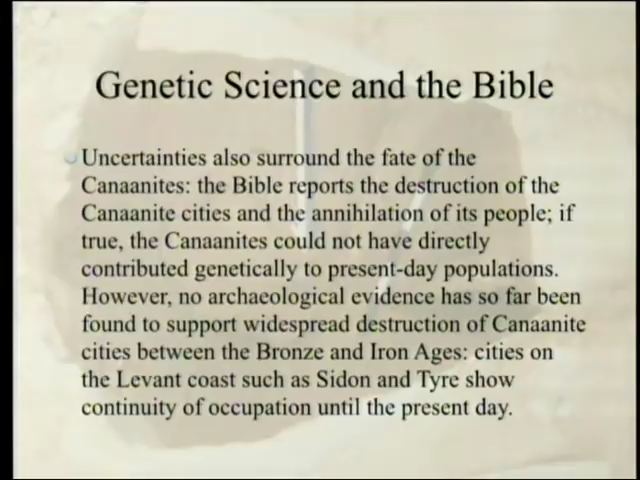 Genetic Science and the Bible
Uncertainties also surround the fate of the
Canaanites: the Bible reports the destruction of the
Canaanite cities and the annihilation of its people; if
true, the Canaanites could not have directly
contributed genetically to present-day populations.
However, no archaeological evidence has so far been
found to support widespread destruction of Canaanite
cities between the Bronze and Iron Ages: cities on
the Levant coast such as Sidon and Tyre show
continuity of occupation until the present day.